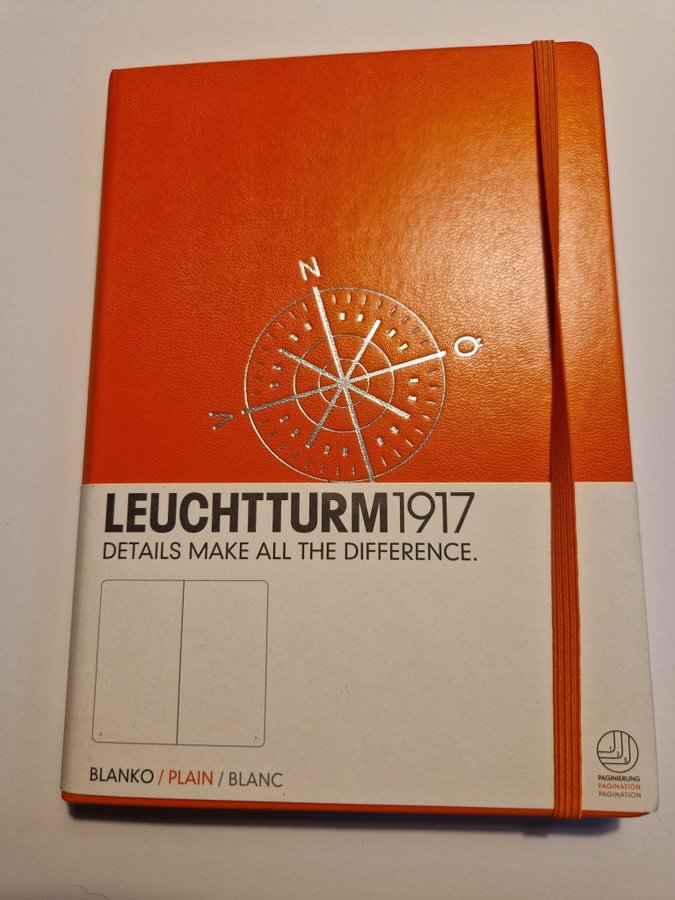 N
Ø
V
LEUCHTTURM1917
DETAILS MAKE ALL THE DIFFERENCE.
BLANKO / PLAIN / BLANC
PAGINIERUNG
PAGINATION
PAGINATION